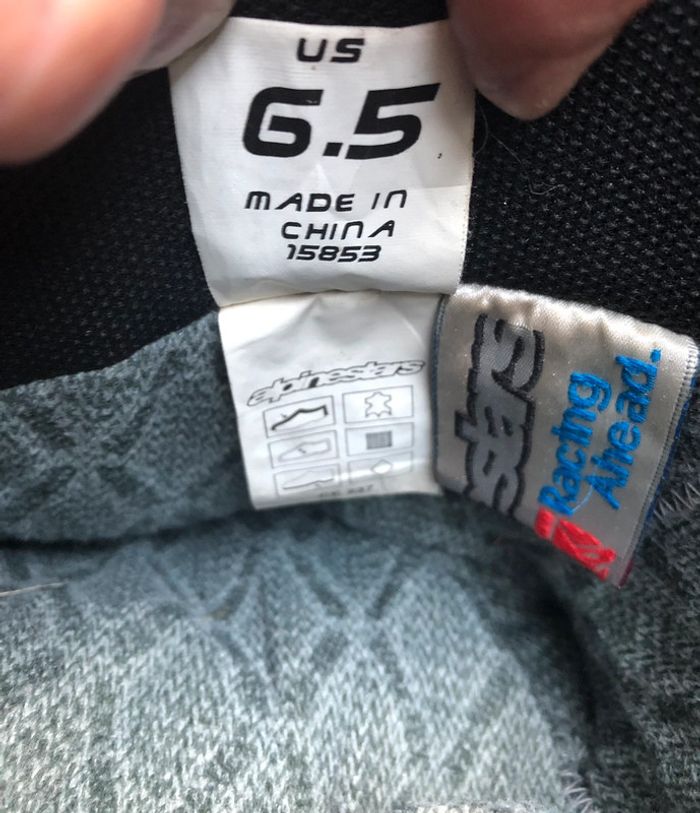 US
6.5
MADE IN
CHINA
15853
alpinestars
stars
Racing
Ahead.